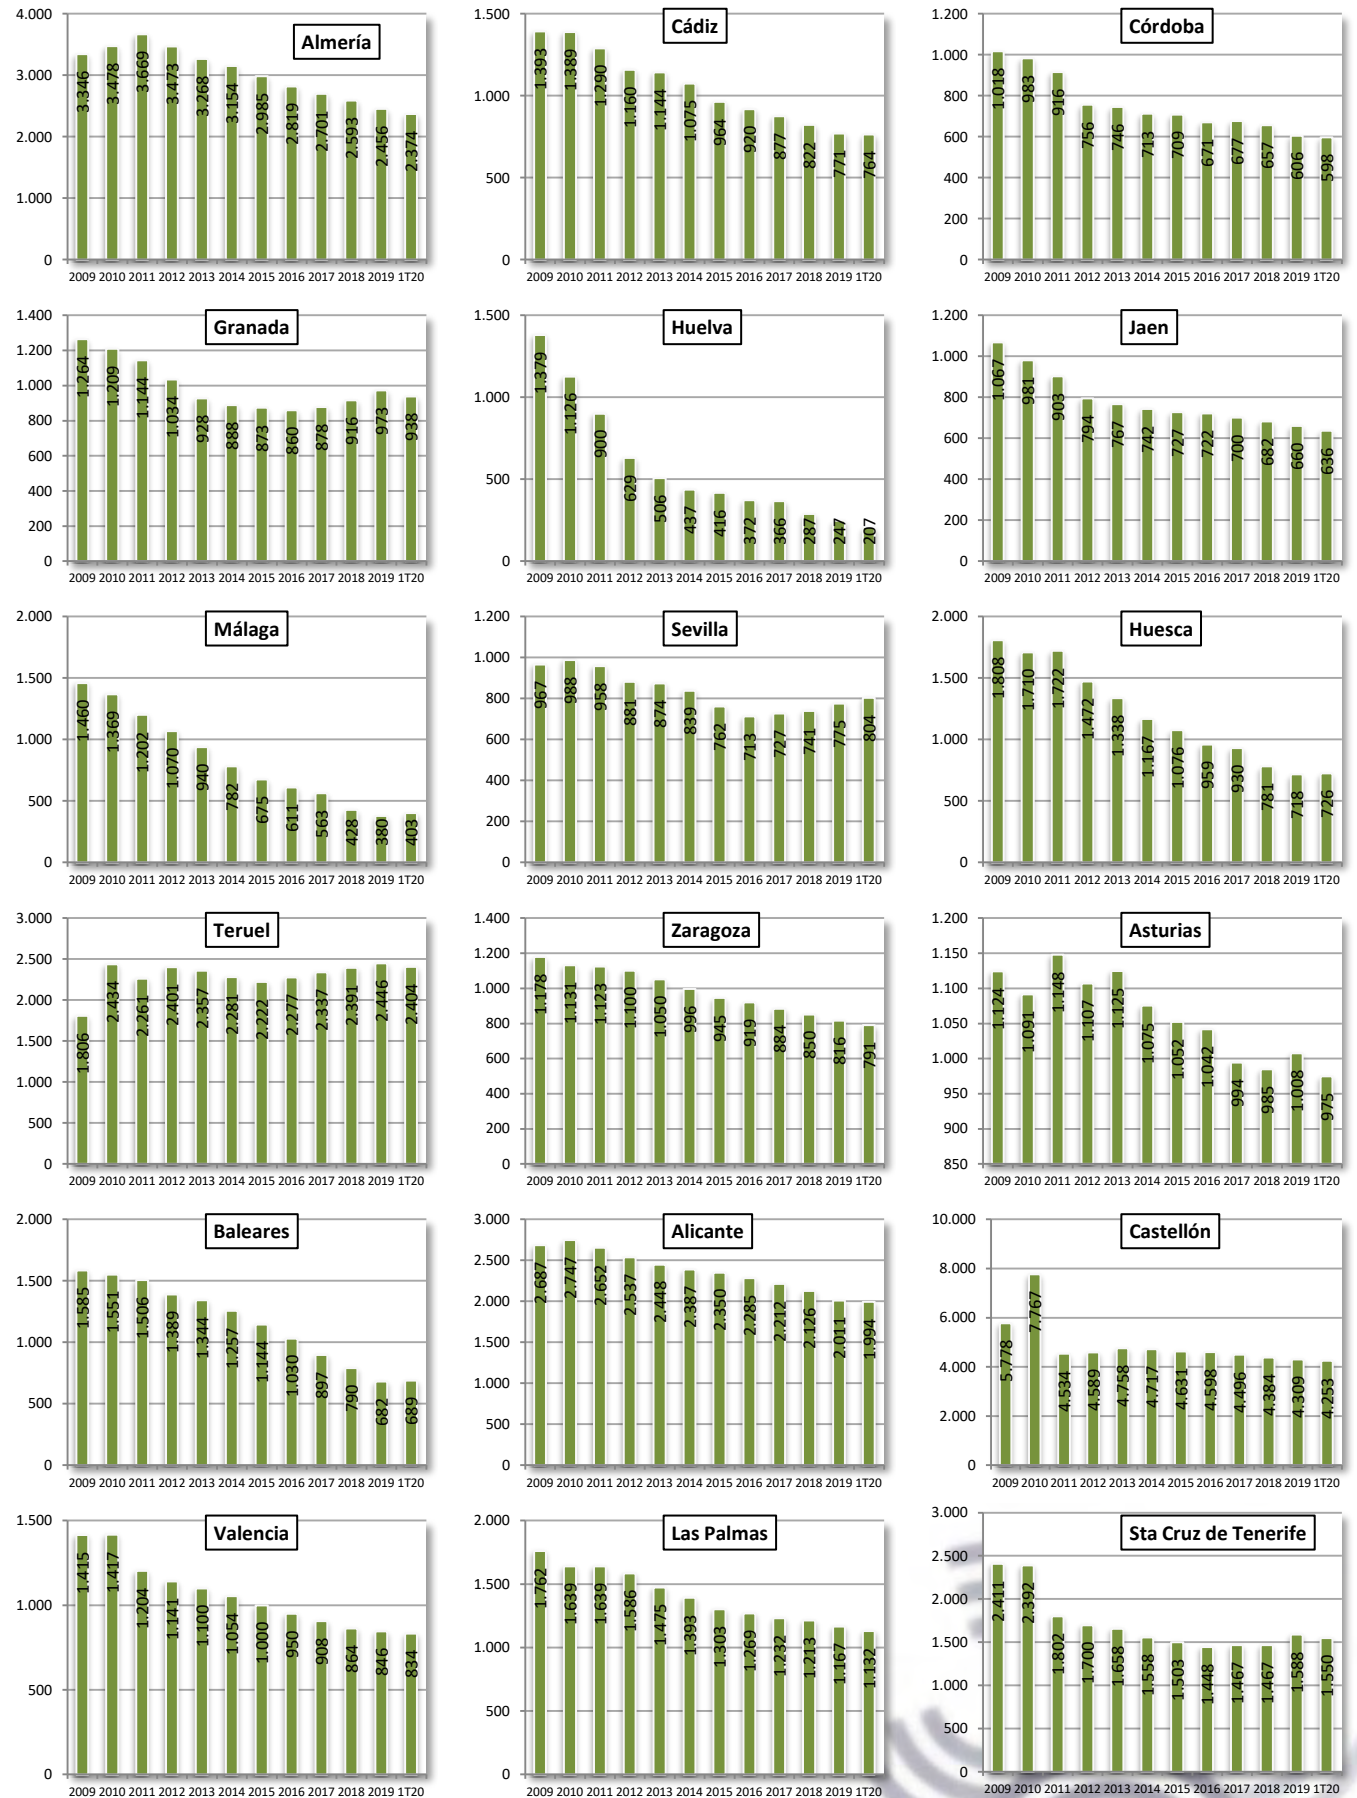 Almería
4.000
3.000
2.000
1.000
0
3.346 3.478 3.669 3.473 3.268 3.154 2.985 2.819 2.701 2.593 2.456 2.374
2009 2010 2011 2012 2013 2014 2015 2016 2017 2018 2019 1T20
Cádiz
1.500
1.000
500
0
1.393 1.389 1.290 1.160 1.144 1.075 964 920 877 822 771 764
2009 2010 2011 2012 2013 2014 2015 2016 2017 2018 2019 1T20
Córdoba
1.200
1.000
800
600
400
200
0
1.018 983 916 756 746 713 709 671 677 657 606 598
2009 2010 2011 2012 2013 2014 2015 2016 2017 2018 2019 1T20
Granada
1.400
1.200
1.000
800
600
400
200
0
1.264 1.209 1.144 1.034 928 888 873 860 878 916 973 938
2009 2010 2011 2012 2013 2014 2015 2016 2017 2018 2019 1T20
Huelva
1.500
1.000
500
0
1.379 1.126 900 629 506 437 416 372 366 287 247 207
2009 2010 2011 2012 2013 2014 2015 2016 2017 2018 2019 1T20
Jaen
1.200
1.000
800
600
400
200
0
1.067 981 903 794 767 742 727 722 700 682 660 636
2009 2010 2011 2012 2013 2014 2015 2016 2017 2018 2019 1T20
Málaga
2.000
1.500
1.000
500
0
1.460 1.369 1.202 1.070 940 782 675 611 563 428 380 403
2009 2010 2011 2012 2013 2014 2015 2016 2017 2018 2019 1T20
Sevilla
1.200
1.000
800
600
400
200
0
967 988 958 881 874 839 762 713 727 741 775 804
2009 2010 2011 2012 2013 2014 2015 2016 2017 2018 2019 1T20
Huesca
2.000
1.500
1.000
500
0
1.808 1.710 1.722 1.472 1.338 1.167 1.076 959 930 781 718 726
2009 2010 2011 2012 2013 2014 2015 2016 2017 2018 2019 1T20
Teruel
3.000
2.500
2.000
1.500
1.000
500
0
1.806 2.434 2.261 2.401 2.357 2.281 2.222 2.277 2.337 2.391 2.446 2.404
2009 2010 2011 2012 2013 2014 2015 2016 2017 2018 2019 1T20
Zaragoza
1.400
1.200
1.000
800
600
400
200
0
1.178 1.131 1.123 1.100 1.050 996 945 919 884 850 816 791
2009 2010 2011 2012 2013 2014 2015 2016 2017 2018 2019 1T20
Asturias
1.200
1.150
1.100
1.050
1.000
950
900
850
1.124 1.091 1.148 1.107 1.125 1.075 1.052 1.042 994 985 1.008 975
2009 2010 2011 2012 2013 2014 2015 2016 2017 2018 2019 1T20
Baleares
2.000
1.500
1.000
500
0
1.585 1.551 1.506 1.389 1.344 1.257 1.144 1.030 897 790 682 689
2009 2010 2011 2012 2013 2014 2015 2016 2017 2018 2019 1T20
Alicante
3.000
2.500
2.000
1.500
1.000
500
0
2.687 2.747 2.652 2.537 2.448 2.387 2.350 2.285 2.212 2.126 2.011 1.994
2009 2010 2011 2012 2013 2014 2015 2016 2017 2018 2019 1T20
Castellón
10.000
8.000
6.000
4.000
2.000
0
5.778 7.767 4.534 4.589 4.758 4.717 4.631 4.598 4.496 4.384 4.309 4.253
2009 2010 2011 2012 2013 2014 2015 2016 2017 2018 2019 1T20
Valencia
1.500
1.000
500
0
1.415 1.417 1.204 1.141 1.100 1.054 1.000 950 908 864 846 834
2009 2010 2011 2012 2013 2014 2015 2016 2017 2018 2019 1T20
Las Palmas
2.000
1.500
1.000
500
0
1.762 1.639 1.639 1.586 1.475 1.393 1.303 1.269 1.232 1.213 1.167 1.132
2009 2010 2011 2012 2013 2014 2015 2016 2017 2018 2019 1T20
Sta Cruz de Tenerife
3.000
2.500
2.000
1.500
1.000
500
0
2.411 2.392 1.802 1.700 1.658 1.558 1.503 1.448 1.467 1.467 1.588 1.550
2009 2010 2011 2012 2013 2014 2015 2016 2017 2018 2019 1T20